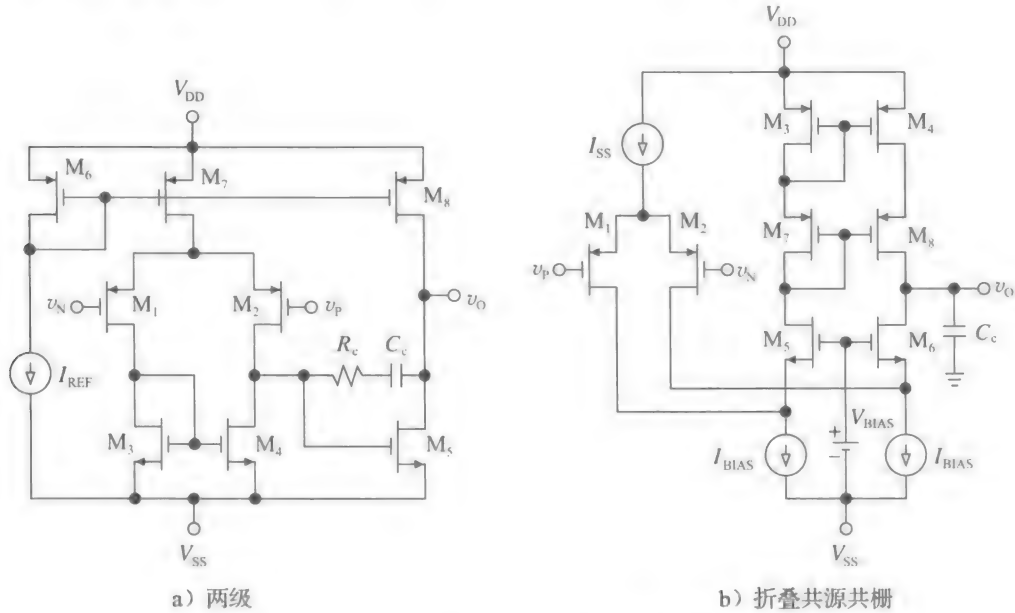 V_DD
M_6
M_7
M_8
v_N
M_1
M_2
v_P
v_O
R_c
C_c
I_REF
M_3
M_4
M_5
V_SS
a）两级
V_DD
M_3
M_4
I_SS
M_1
M_2
M_7
M_8
v_P
v_N
v_O
M_5
M_6
C_c
V_BIAS
+
−
I_BIAS
I_BIAS
V_SS
b）折叠共源共栅